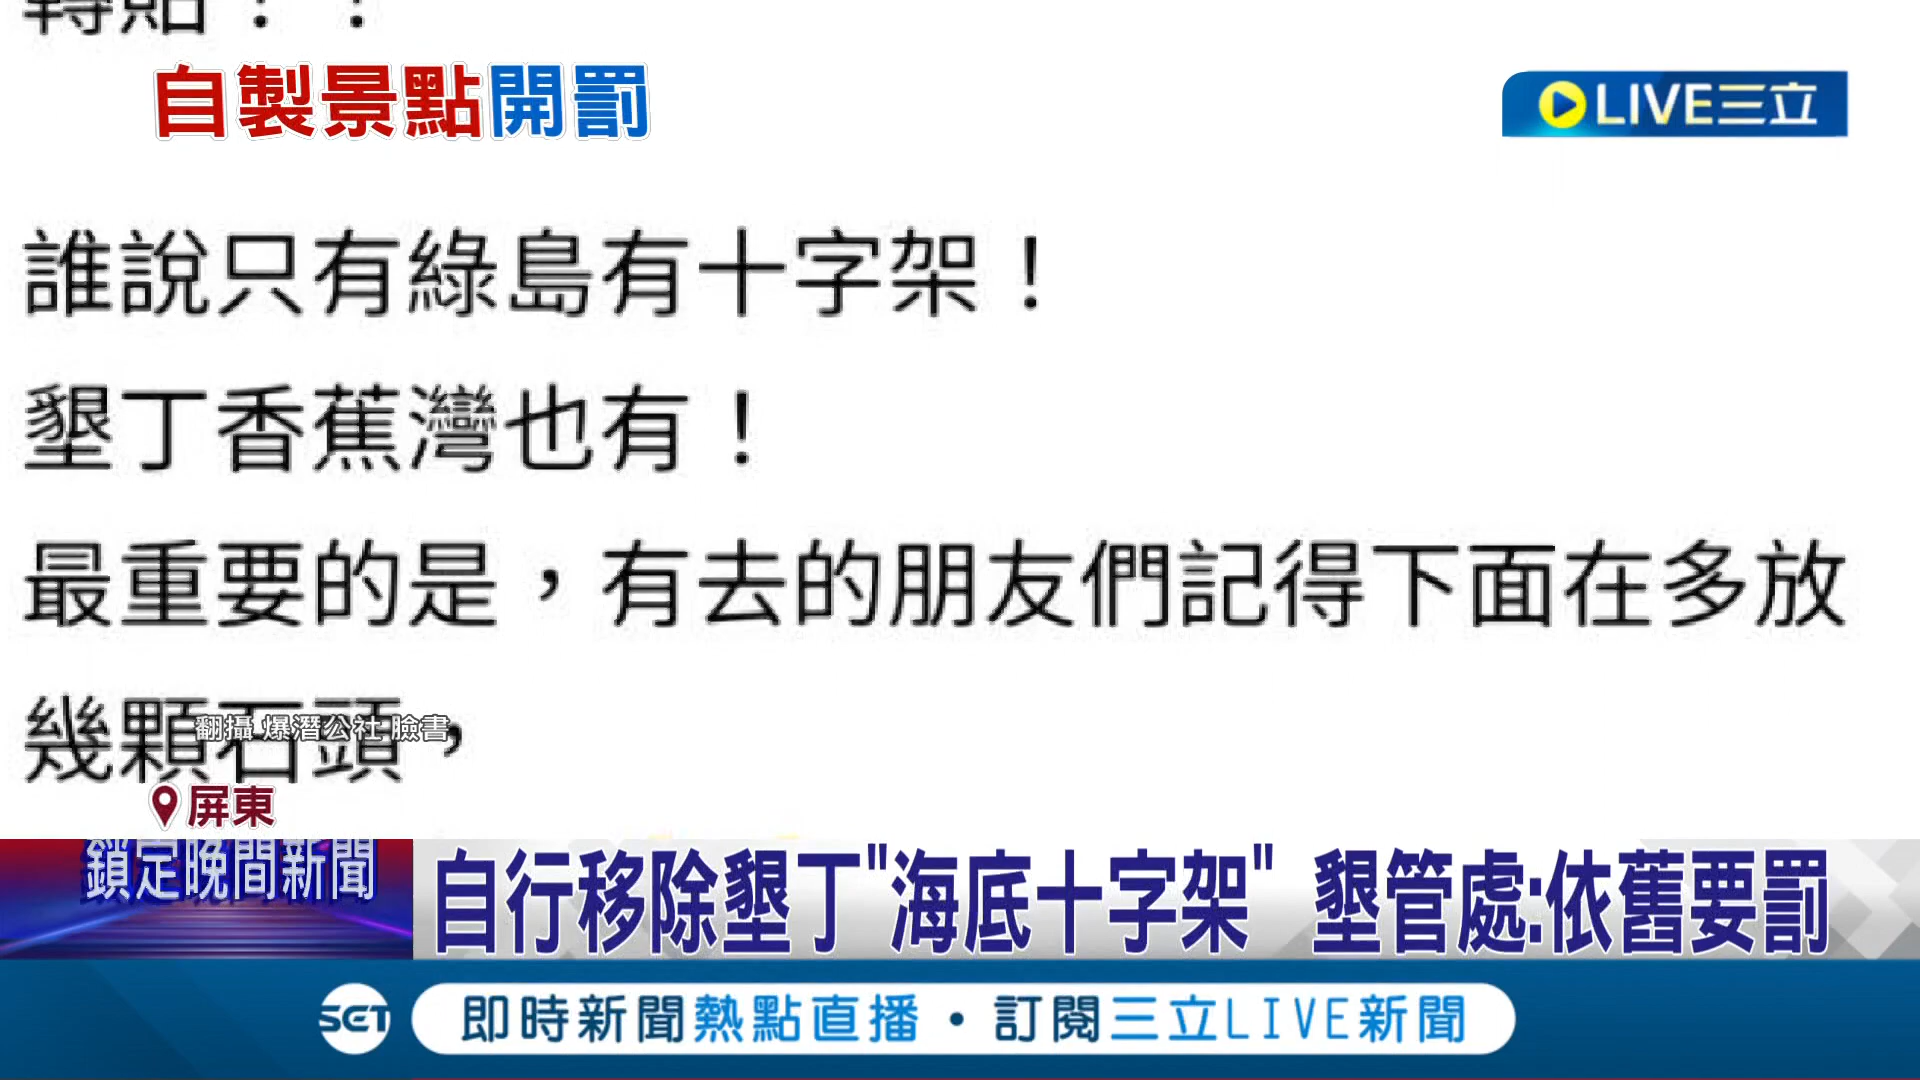 轉貼！！
自製景點開罰
LIVE三立
誰說只有綠島有十字架！
墾丁香蕉灣也有！
最重要的是，有去的朋友們記得下面在多放
幾顆石頭，
翻攝 爆潛公社 臉書
屏東
鎖定晚間新聞
自行移除墾丁"海底十字架" 墾管處:依舊要罰
SET
即時新聞熱點直播・訂閱三立LIVE新聞